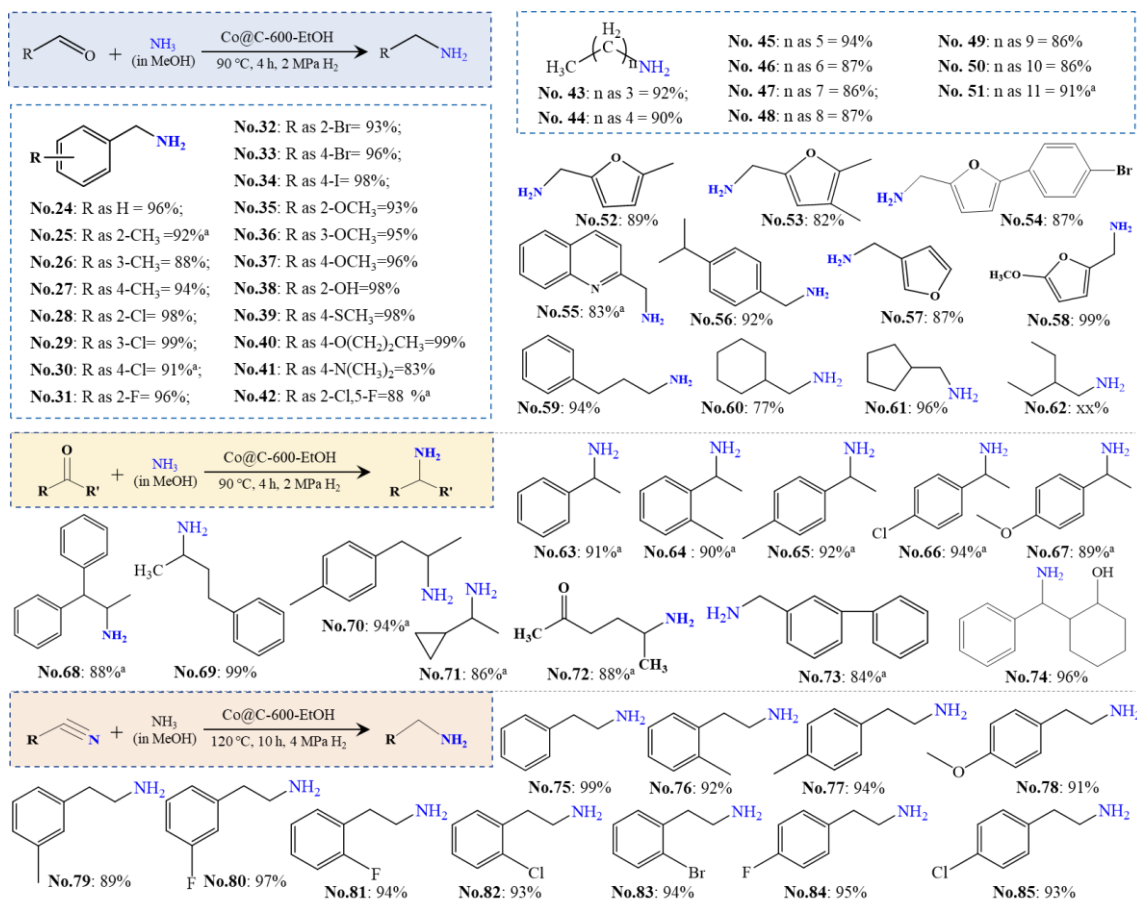 R O + NH₃ (in MeOH) Co@C-600-EtOH 90 °C, 4 h, 2 MPa H₂ R NH₂
R NH₂
No.24: R as H = 96%;
No.25: R as 2-CH₃ =92%ᵃ
No.26: R as 3-CH₃= 88%;
No.27: R as 4-CH₃= 94%;
No.28: R as 2-Cl= 98%;
No.29: R as 3-Cl= 99%;
No.30: R as 4-Cl= 91%ᵃ;
No.31: R as 2-F= 96%;
No.32: R as 2-Br= 93%;
No.33: R as 4-Br= 96%;
No.34: R as 4-I= 98%;
No.35: R as 2-OCH₃=93%
No.36: R as 3-OCH₃=95%
No.37: R as 4-OCH₃=96%
No.38: R as 2-OH=98%
No.39: R as 4-SCH₃=98%
No.40: R as 4-O(CH₂)₂CH₃=99%
No.41: R as 4-N(CH₃)₂=83%
No.42: R as 2-Cl,5-F=88 %ᵃ
H₂
C
H₃C n NH₂
No. 43: n as 3 = 92%;
No. 44: n as 4 = 90%
No. 45: n as 5 = 94%
No. 46: n as 6 = 87%
No. 47: n as 7 = 86%;
No. 48: n as 8 = 87%
No. 49: n as 9 = 86%
No. 50: n as 10 = 86%
No. 51: n as 11 = 91%ᵃ
H₂N O
No.52: 89%
H₂N O
No.53: 82%
H₂N O Br
No.54: 87%
N NH₂
No.55: 83%ᵃ
NH₂
No.56: 92%
H₂N O
No.57: 87%
H₃CO O NH₂
No.58: 99%
NH₂
No.59: 94%
NH₂
No.60: 77%
NH₂
No.61: 96%
NH₂
No.62: xx%
O R R' + NH₃ (in MeOH) Co@C-600-EtOH 90 °C, 4 h, 2 MPa H₂ NH₂ R R'
NH₂
No.63: 91%ᵃ
NH₂
No.64: 90%ᵃ
NH₂
No.65: 92%ᵃ
NH₂ Cl
No.66: 94%ᵃ
NH₂ O
No.67: 89%ᵃ
NH₂
No.68: 88%ᵃ
NH₂ H₃C
No.69: 99%
NH₂
No.70: 94%ᵃ
NH₂
No.71: 86%ᵃ
O H₃C NH₂ CH₃
No.72: 88%ᵃ
H₂N
No.73: 84%ᵃ
NH₂ OH
No.74: 96%
R N + NH₃ (in MeOH) Co@C-600-EtOH 120 °C, 10 h, 4 MPa H₂ R NH₂
NH₂
No.75: 99%
NH₂
No.76: 92%
NH₂
No.77: 94%
NH₂ O
No.78: 91%
NH₂
No.79: 89%
NH₂ F
No.80: 97%
NH₂ F
No.81: 94%
NH₂ Cl
No.82: 93%
NH₂ Br
No.83: 94%
NH₂ F
No.84: 95%
NH₂ Cl
No.85: 93%